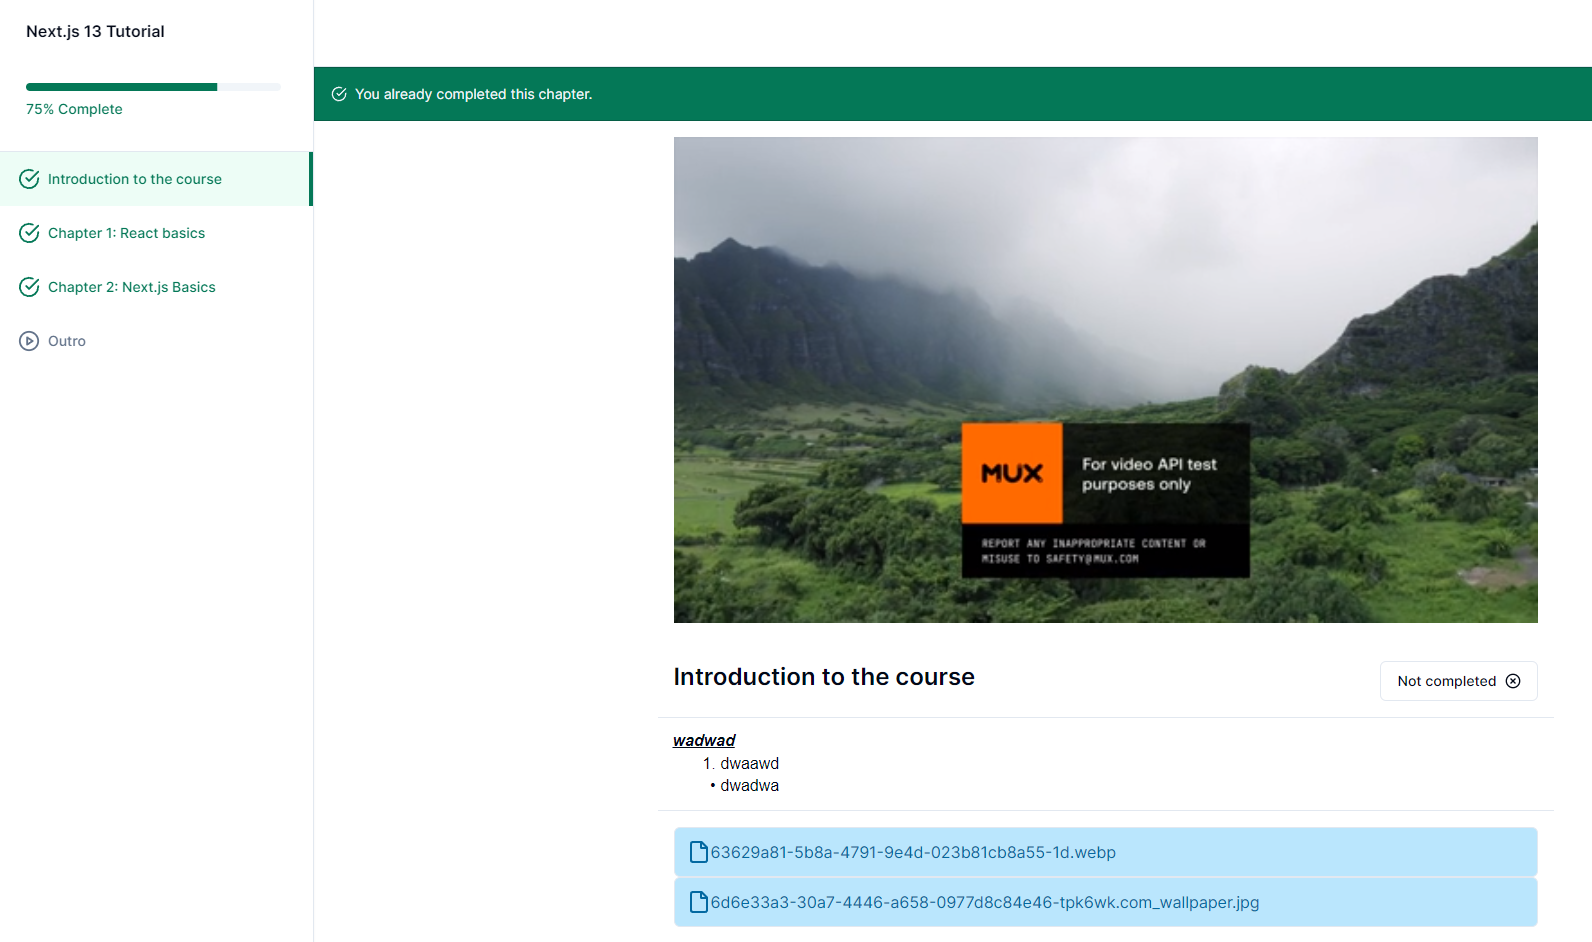 Next.js 13 Tutorial
75% Complete
Introduction to the course
Chapter 1: React basics
Chapter 2: Next.js Basics
Outro
You already completed this chapter.
MUX
For video API test
purposes only
REPORT ANY INAPPROPRIATE CONTENT OR
MISUSE TO SAFETY@MUX.COM
Introduction to the course
Not completed
wadwad
1. dwaawd
• dwadwa
63629a81-5b8a-4791-9e4d-023b81cb8a55-1d.webp
6d6e33a3-30a7-4446-a658-0977d8c84e46-tpk6wk.com_wallpaper.jpg